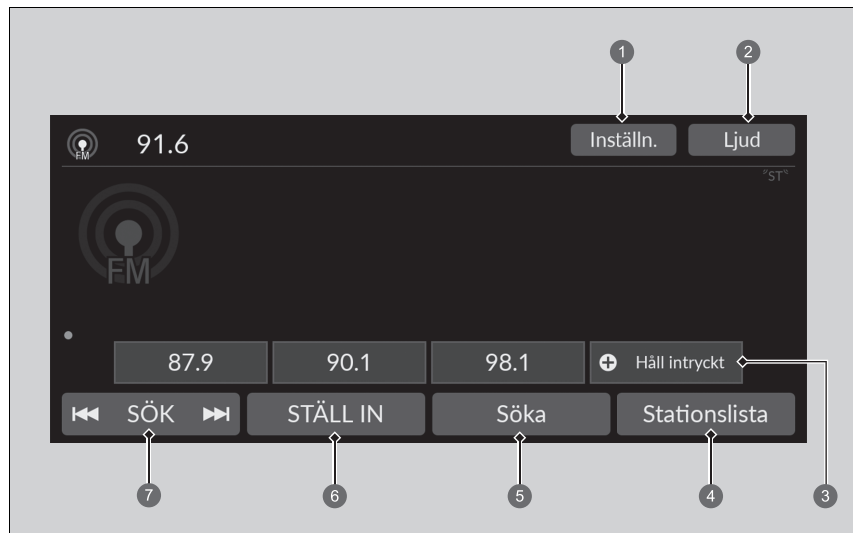 1 2
FM 91.6 Inställn. Ljud
ST
FM
87.9 90.1 98.1 Håll intryckt
SÖK STÄLL IN Söka Stationslista
7 6 5 4 3